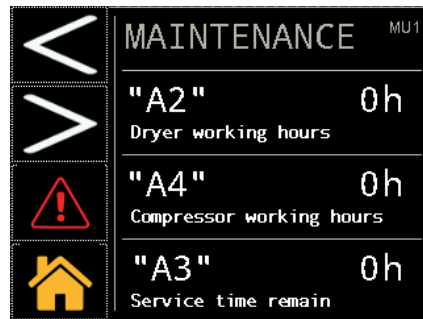 MAINTENANCE MU1
"A2" 0h
Dryer working hours
"A4" 0h
Compressor working hours
"A3" 0h
Service time remain